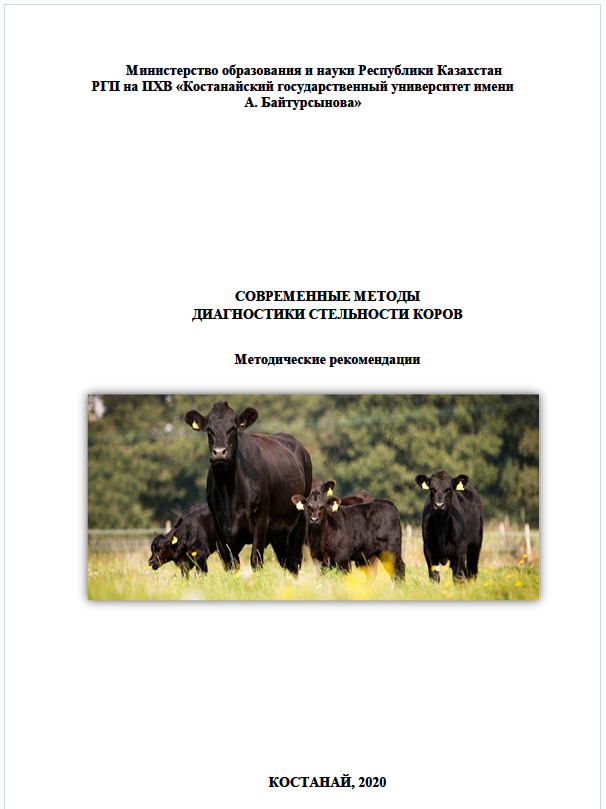 Министерство образования и науки Республики Казахстан
РГП на ПХВ «Костанайский государственный университет имени
А. Байтурсынова»
СОВРЕМЕННЫЕ МЕТОДЫ
ДИАГНОСТИКИ СТЕЛЬНОСТИ КОРОВ
Методические рекомендации
КОСТАНАЙ, 2020